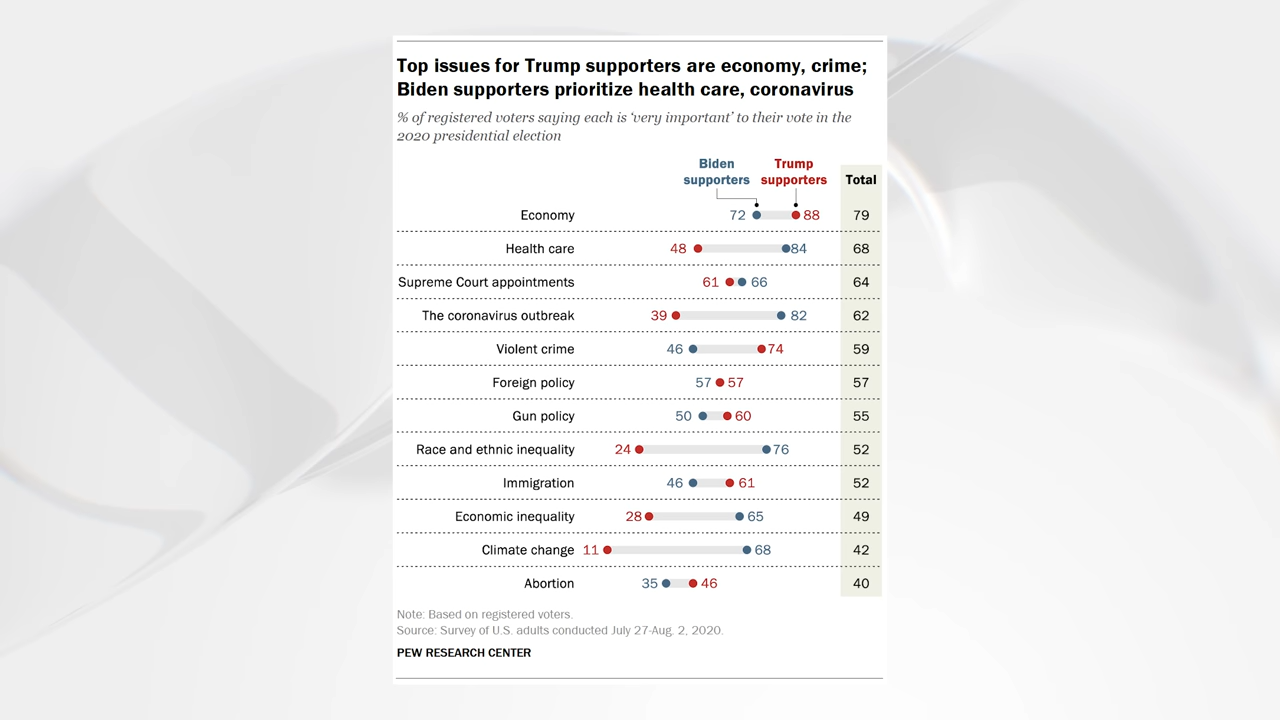 Top issues for Trump supporters are economy, crime;
Biden supporters prioritize health care, coronavirus
% of registered voters saying each is ‘very important’ to their vote in the
2020 presidential election
Biden Trump
supporters supporters Total
Economy 72 88 79
Health care 48 84 68
Supreme Court appointments 61 66 64
The coronavirus outbreak 39 82 62
Violent crime 46 74 59
Foreign policy 57 57 57
Gun policy 50 60 55
Race and ethnic inequality 24 76 52
Immigration 46 61 52
Economic inequality 28 65 49
Climate change 11 68 42
Abortion 35 46 40
Note: Based on registered voters.
Source: Survey of U.S. adults conducted July 27-Aug. 2, 2020.
PEW RESEARCH CENTER